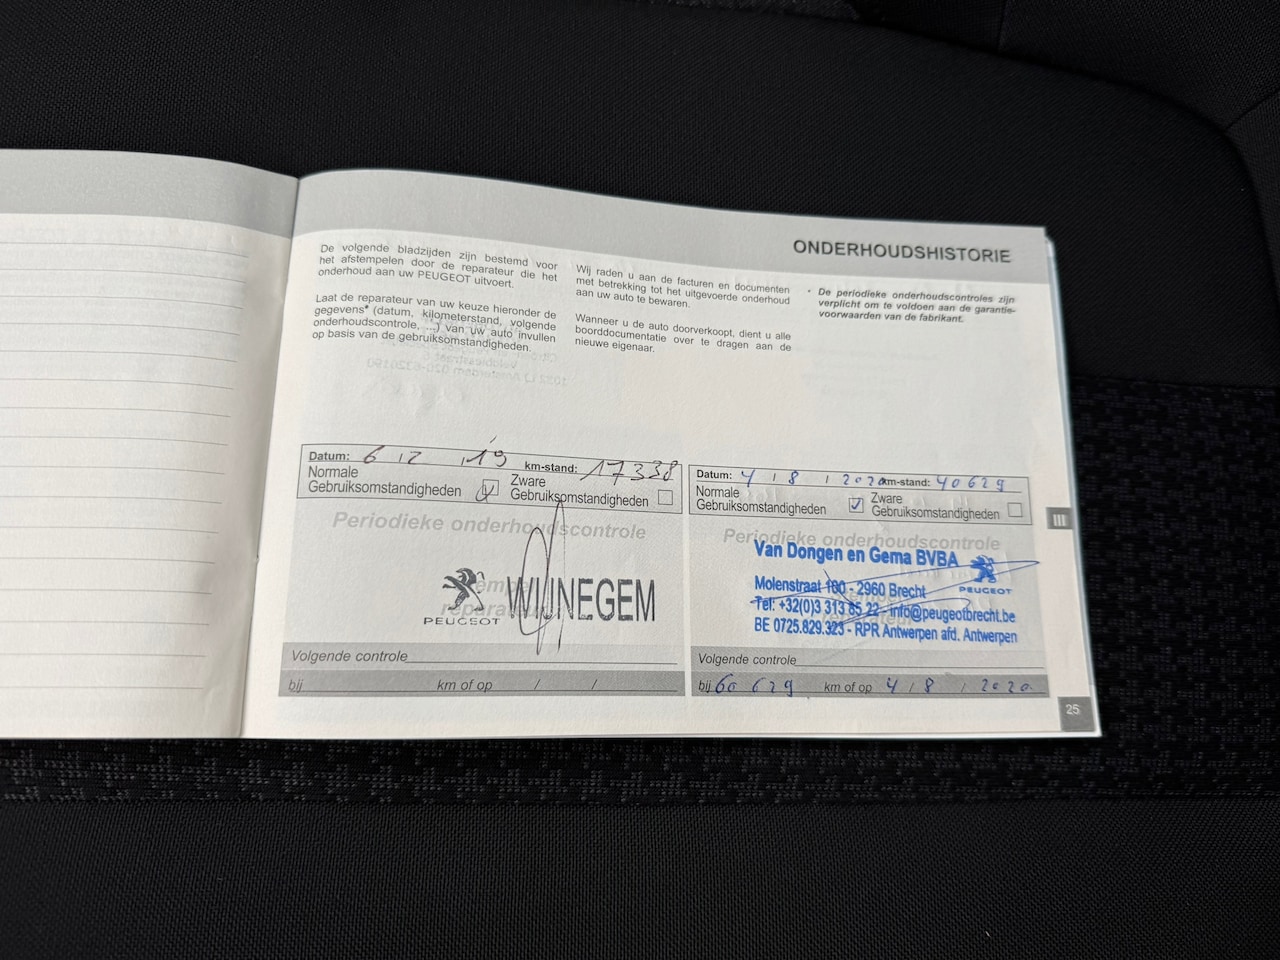 ONDERHOUDSHISTORIE
De volgende bladzijden zijn bestemd voor
het afstempelen door de reparateur die het
onderhoud aan uw PEUGEOT uitvoert.
Laat de reparateur van uw keuze hieronder de
gegevens* (datum, kilometerstand, volgende
onderhoudscontrole, ...) van uw auto invullen
op basis van de gebruiksomstandigheden.
Wij raden u aan de facturen en documenten
met betrekking tot het uitgevoerde onderhoud
aan uw auto te bewaren.
Wanneer u de auto doorverkoopt, dient u alle
boorddocumentatie over te dragen aan de
nieuwe eigenaar.
* De periodieke onderhoudscontroles zijn
verplicht om te voldoen aan de garantie-
voorwaarden van de fabrikant.
Datum: 6 12 '19 km-stand: 17338
Normale
Gebruiksomstandigheden
Zware
Gebruiksomstandigheden
Periodieke onderhoudscontrole
PEUGEOT
WIJNEGEM
Volgende controle
bij km of op / /
Datum: 4 / 8 / 2020 km-stand: 40629
Normale
Gebruiksomstandigheden
Zware
Gebruiksomstandigheden
Periodieke onderhoudscontrole
Van Dongen en Gema BVBA
PEUGEOT
Molenstraat 100 - 2960 Brecht
Tel: +32(0)3 313 65 22 - info@peugeotbrecht.be
BE 0725.829.323 - RPR Antwerpen afd. Antwerpen
Volgende controle
bij 60 629 km of op 4 / 8 / 2020
III
25